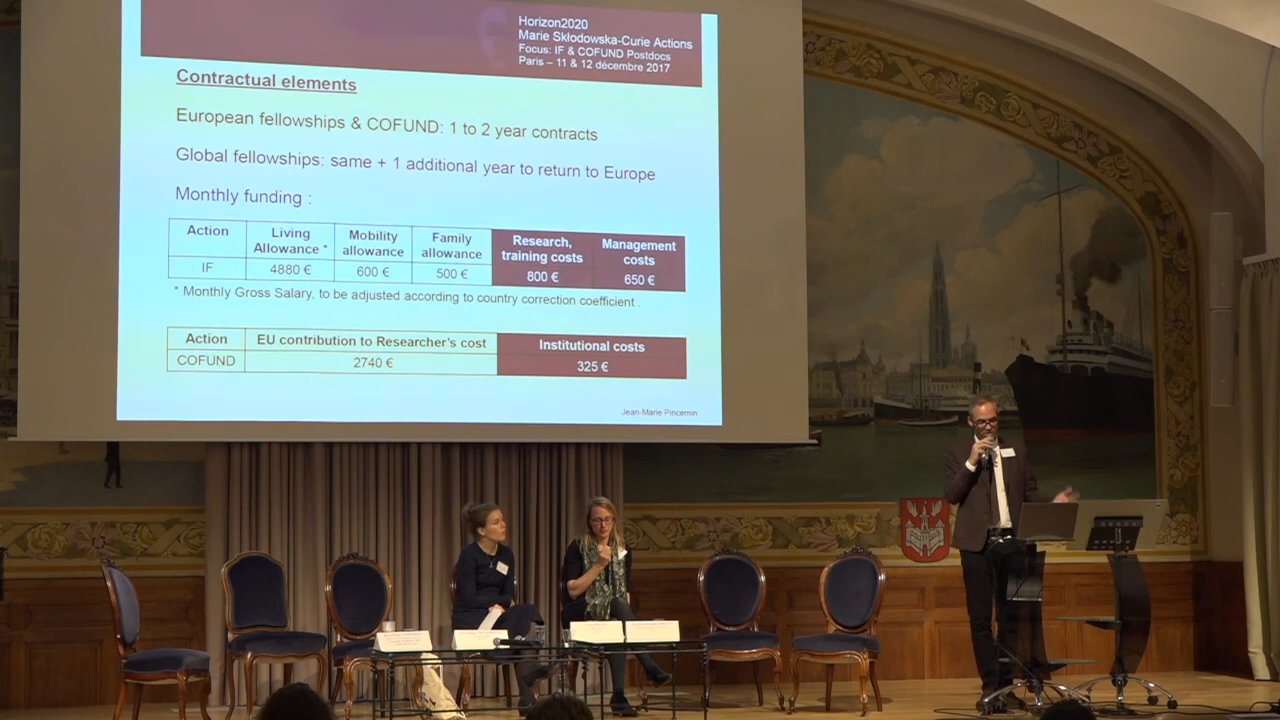 Horizon2020
Marie Skłodowska-Curie Actions
Focus: IF & COFUND Postdocs
Paris – 11 & 12 décembre 2017
Contractual elements
European fellowships & COFUND: 1 to 2 year contracts
Global fellowships: same + 1 additional year to return to Europe
Monthly funding :
Action Living Allowance * Mobility allowance Family allowance Research, training costs Management costs
IF 4880 € 600 € 500 € 800 € 650 €
* Monthly Gross Salary, to be adjusted according to country correction coefficient .
Action EU contribution to Researcher's cost Institutional costs
COFUND 2740 € 325 €
Jean-Marie Pincemin